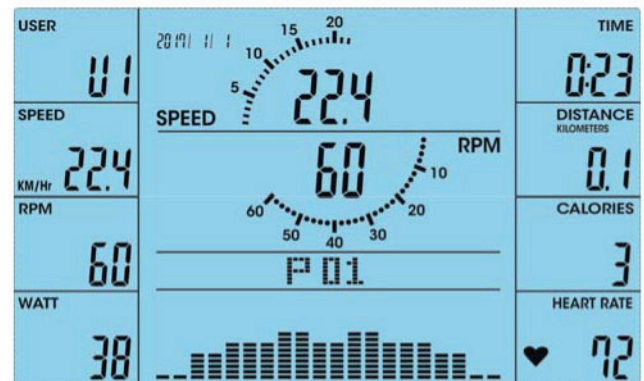 USER
U1
SPEED
KM/Hr 22.4
RPM
60
WATT
38
2017/ 1/ 1
5
10
15
20
SPEED 22.4
60 RPM
10
20
30
40
50
60
P 01
TIME
0:23
DISTANCE
KILOMETERS
0.1
CALORIES
3
HEART RATE
72